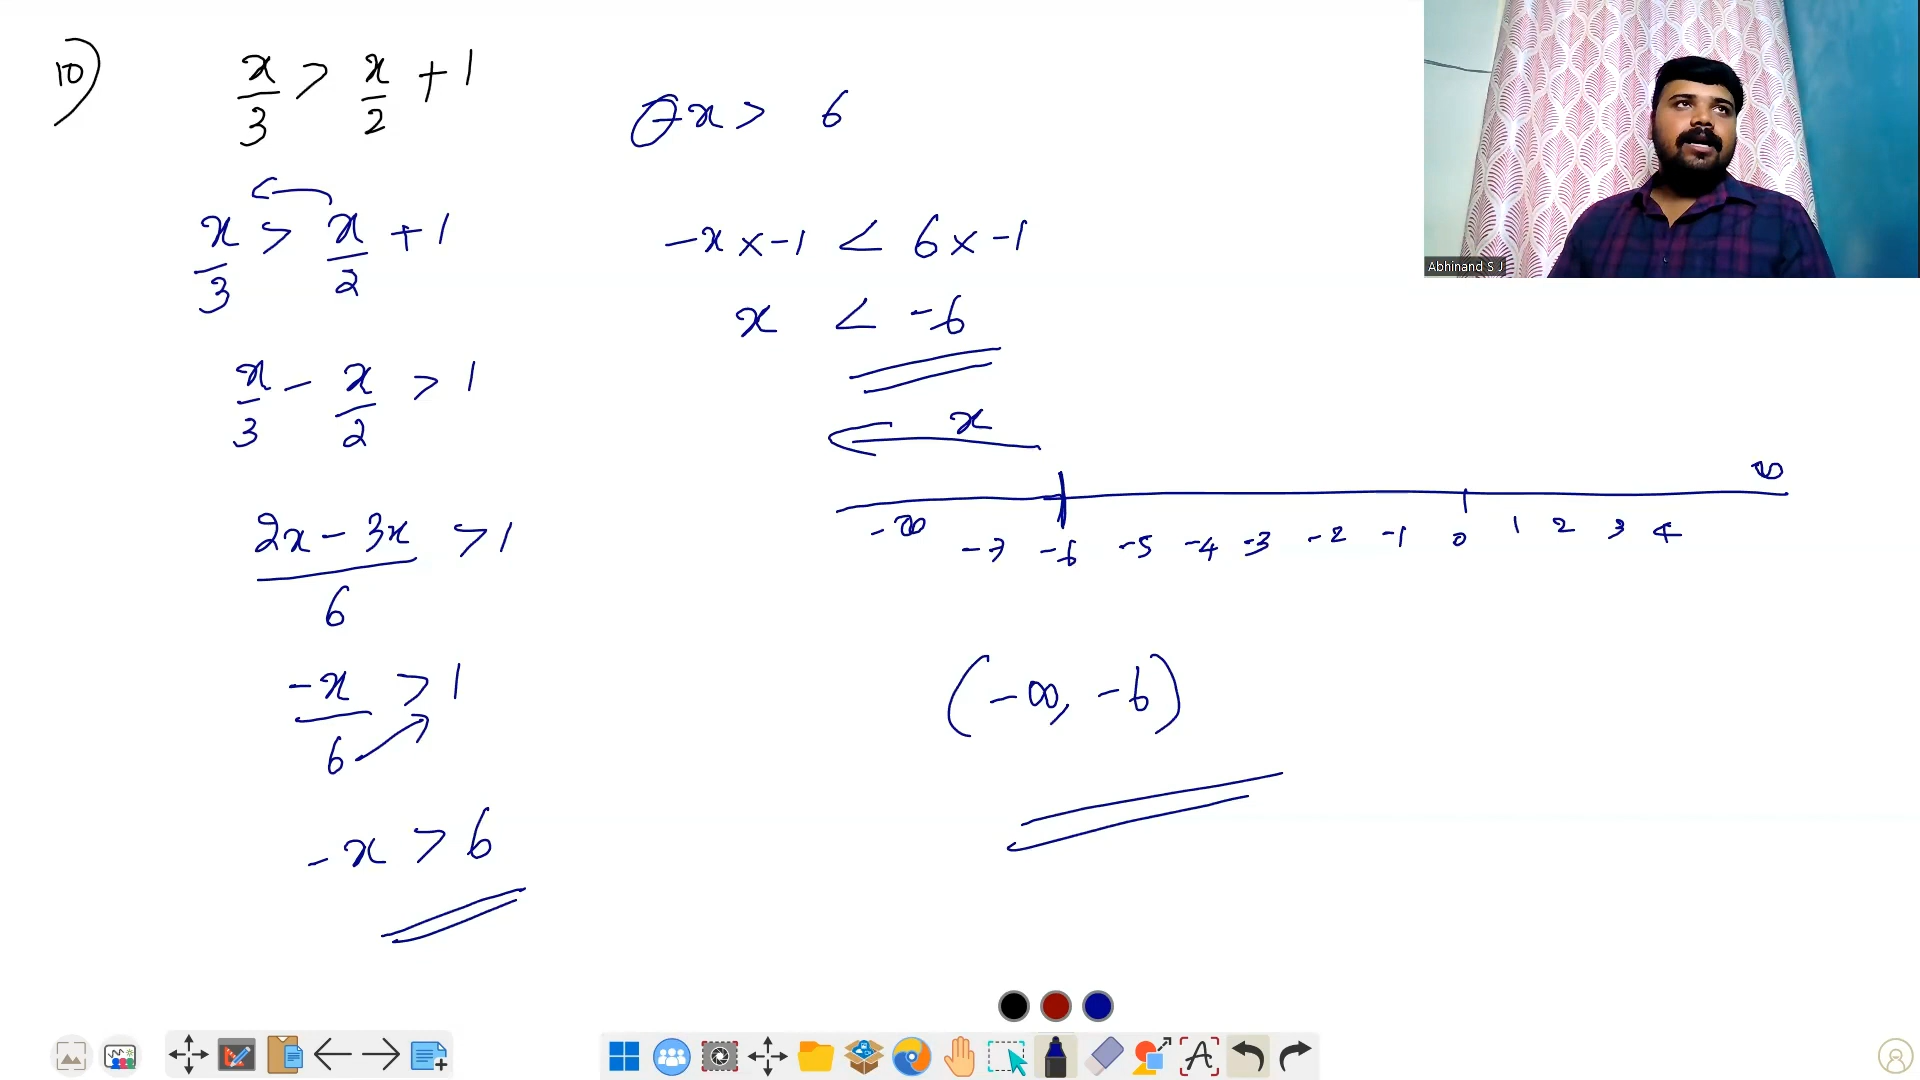 10)
x/3 > x/2 + 1
x/3 > x/2 + 1
x/3 - x/2 > 1
2x - 3x / 6 > 1
-x/6 > 1
-x > 6
-x > 6
-x × -1 < 6 × -1
x < -6
x
∞
-∞ -7 -6 -5 -4 -3 -2 -1 0 1 2 3 4
(-∞, -6)
Abhinand S J
A